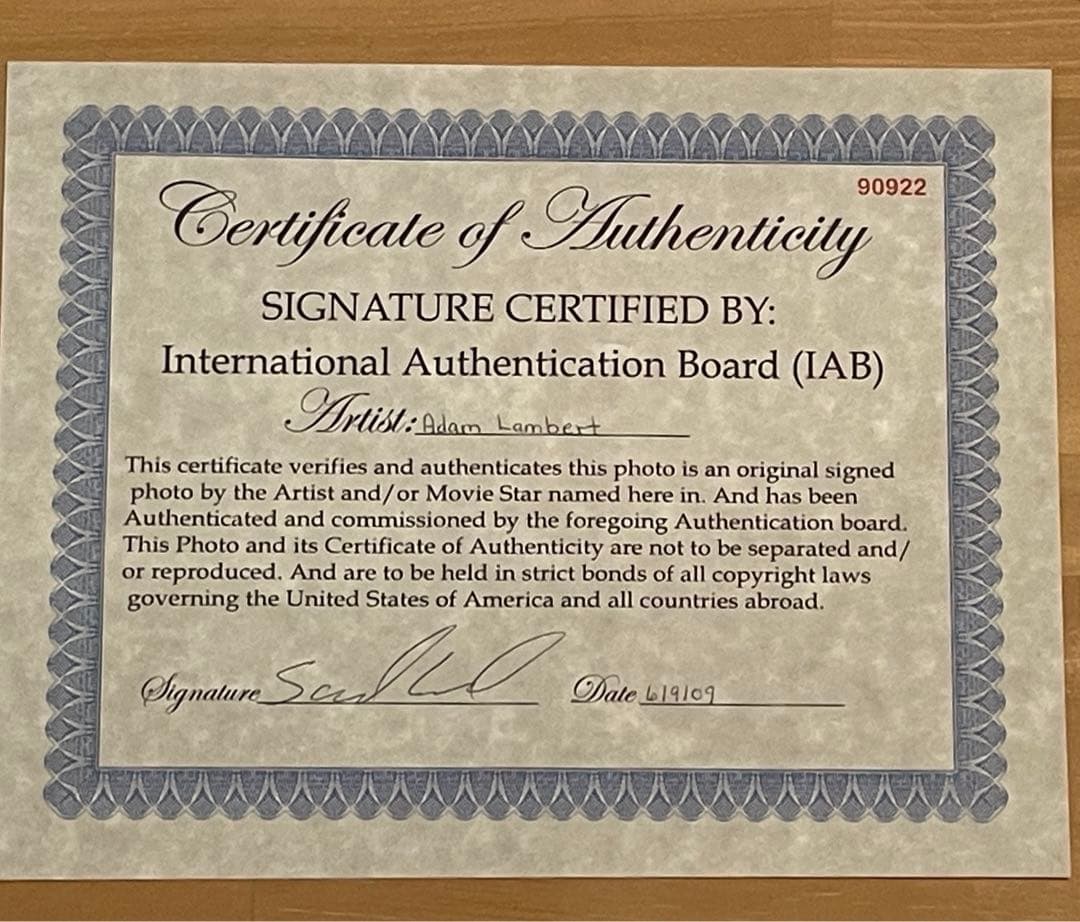 90922
Certificate of Authenticity
SIGNATURE CERTIFIED BY:
International Authentication Board (IAB)
Artist: Adam Lambert
This certificate verifies and authenticates this photo is an original signed
photo by the Artist and/or Movie Star named here in. And has been
Authenticated and commissioned by the foregoing Authentication board.
This Photo and its Certificate of Authenticity are not to be separated and/
or reproduced. And are to be held in strict bonds of all copyright laws
governing the United States of America and all countries abroad.
Signature Date 6/9/09